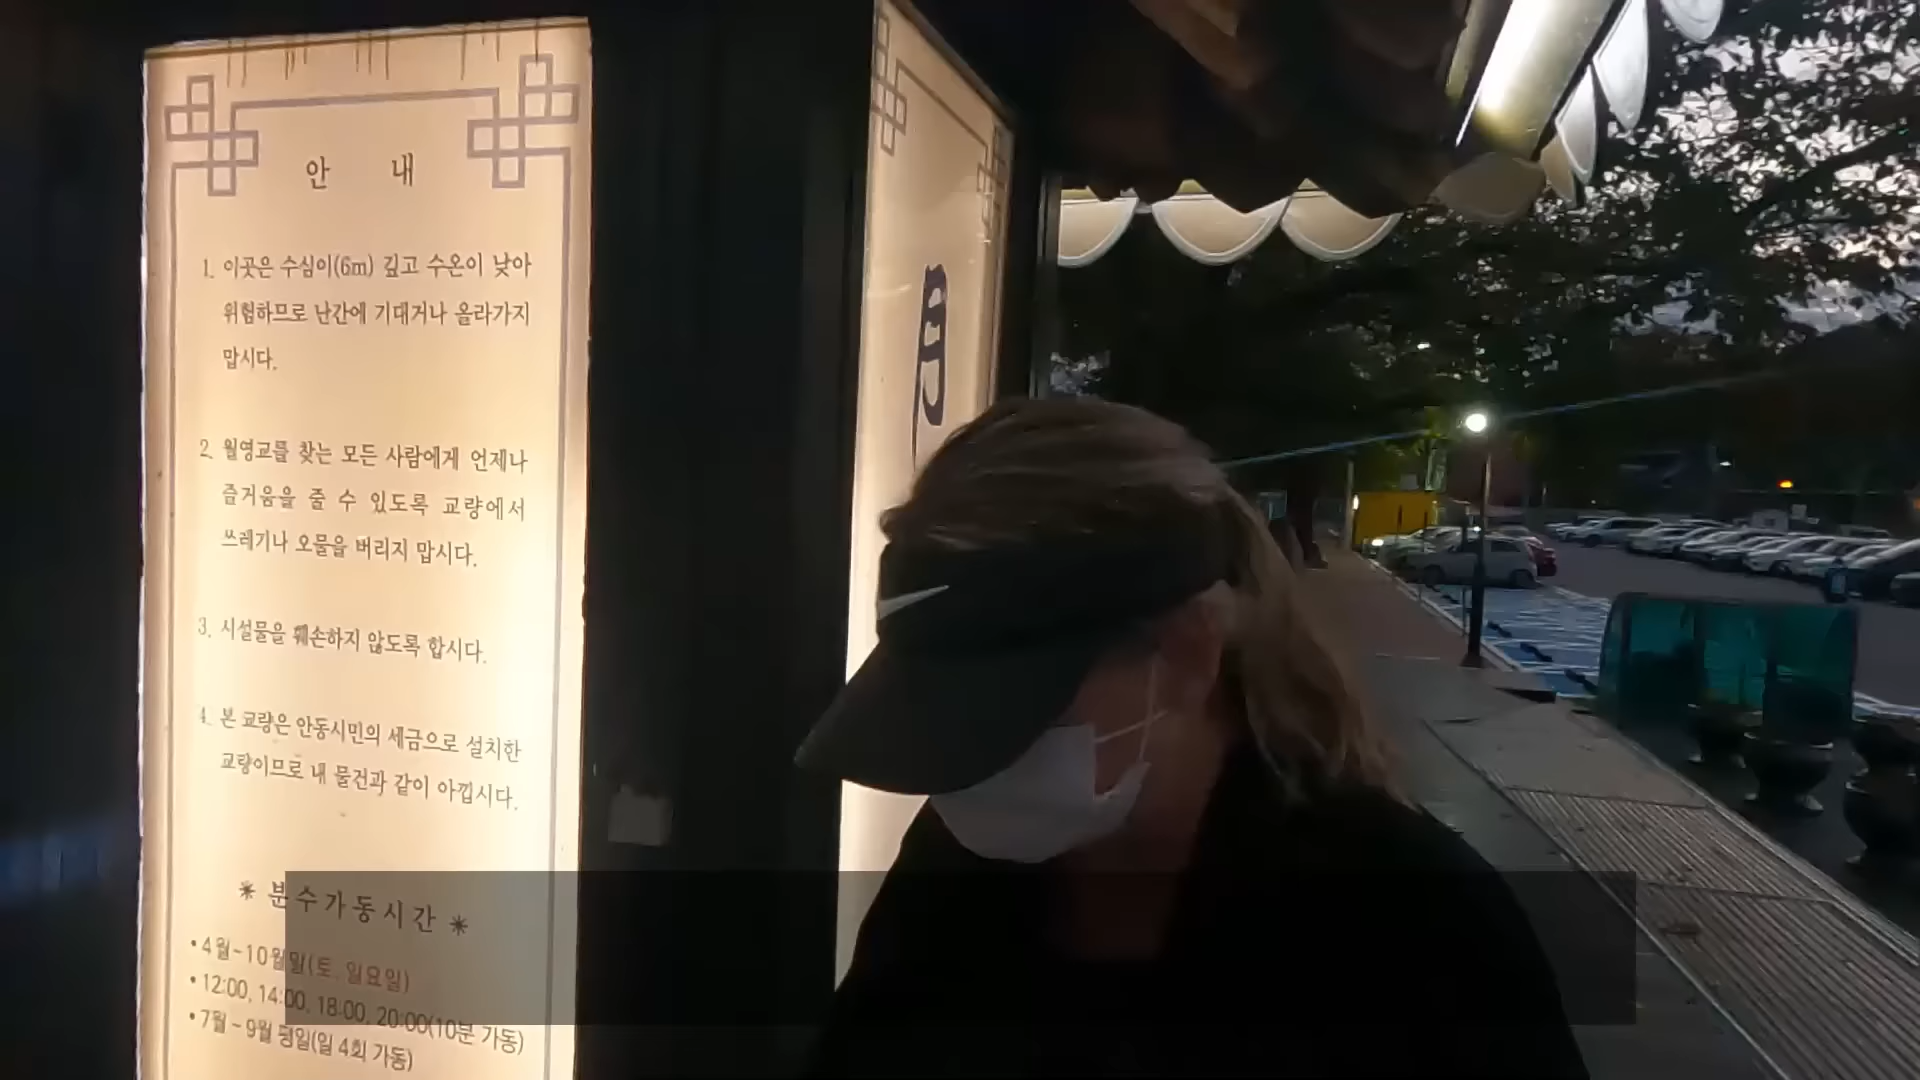 안 내
1. 이곳은 수심이(6m) 깊고 수온이 낮아
위험하므로 난간에 기대거나 올라가지
맙시다.
2. 월영교를 찾는 모든 사람에게 언제나
즐거움을 줄 수 있도록 교량에서
쓰레기나 오물을 버리지 맙시다.
3. 시설물을 훼손하지 않도록 합시다.
4. 본 교량은 안동시민의 세금으로 설치한
교량이므로 내 물건과 같이 아낍시다.
* 분수가동시간 *
• 4월~10월말(토, 일요일)
• 12:00, 14:00, 18:00, 20:00(10분 가동)
• 7월~9월 평일(일 4회 가동)
月